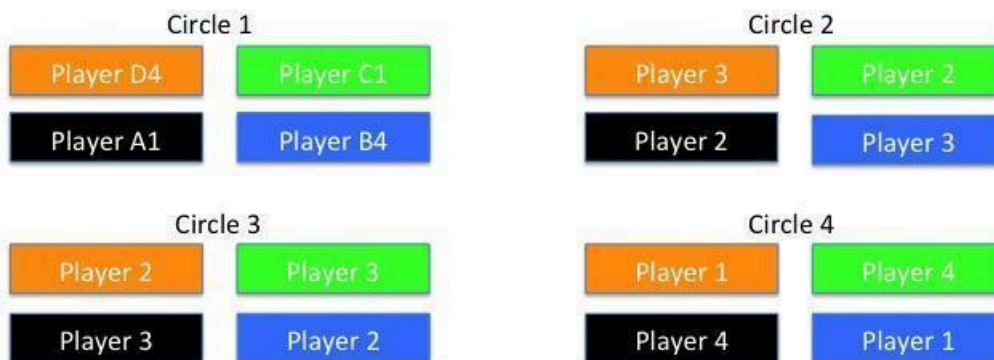 Circle 1
Player D4
Player C1
Player A1
Player B4
Circle 2
Player 3
Player 2
Player 2
Player 3
Circle 3
Player 2
Player 3
Player 3
Player 2
Circle 4
Player 1
Player 4
Player 4
Player 1